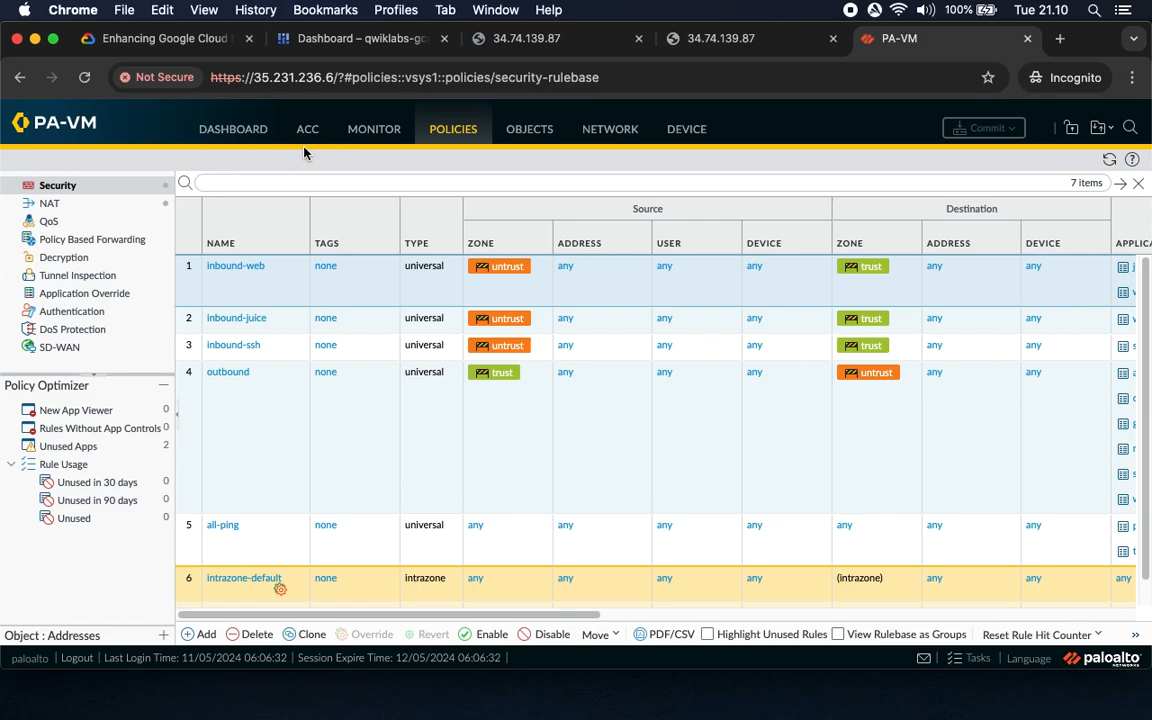 Chrome File Edit View History Bookmarks Profiles Tab Window Help 100% Tue 21.10
Enhancing Google Cloud Dashboard – qwiklabs-gc 34.74.139.87 34.74.139.87 PA-VM
Not Secure https://35.231.236.6/?#policies::vsys1::policies/security-rulebase Incognito
PA-VM DASHBOARD ACC MONITOR POLICIES OBJECTS NETWORK DEVICE Commit
Security
NAT
QoS
Policy Based Forwarding
Decryption
Tunnel Inspection
Application Override
Authentication
DoS Protection
SD-WAN
Policy Optimizer
New App Viewer 0
Rules Without App Controls 0
Unused Apps 2
Rule Usage
Unused in 30 days 0
Unused in 90 days 0
Unused 0
Object : Addresses
7 items
Source Destination
NAME TAGS TYPE ZONE ADDRESS USER DEVICE ZONE ADDRESS DEVICE APPLICA
1 inbound-web none universal untrust any any any trust any any
2 inbound-juice none universal untrust any any any trust any any
3 inbound-ssh none universal untrust any any any trust any any
4 outbound none universal trust any any any untrust any any
5 all-ping none universal any any any any any any any
6 intrazone-default none intrazone any any any any (intrazone) any any any
Add Delete Clone Override Revert Enable Disable Move PDF/CSV Highlight Unused Rules View Rulebase as Groups Reset Rule Hit Counter »
paloalto | Logout | Last Login Time: 11/05/2024 06:06:32 | Session Expire Time: 12/05/2024 06:06:32 | Tasks | Language paloalto NETWORKS